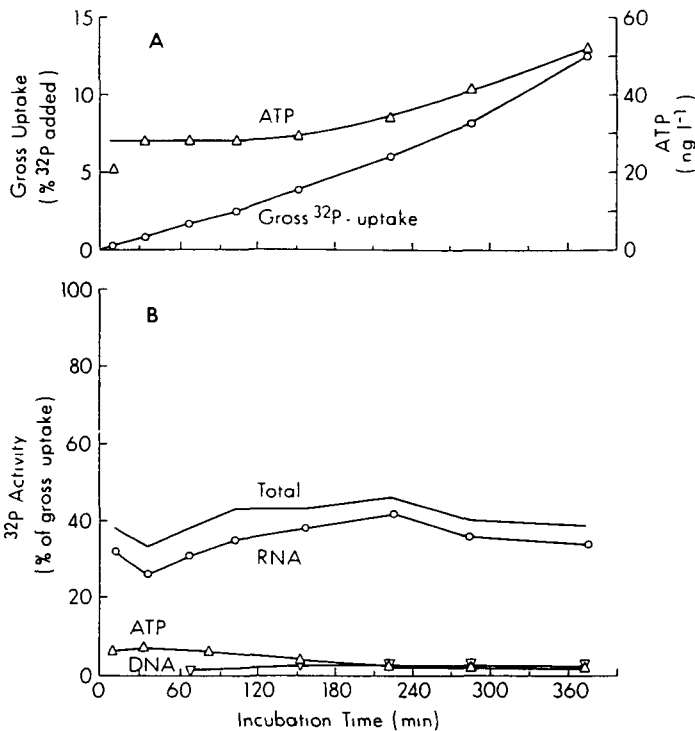 A
15
10
5
0
Gross Uptake
(% ³²P added)
60
40
20
0
ATP
(ng l⁻¹)
ATP
Gross ³²P - uptake
B
100
80
60
40
20
0
³²P Activity
(% of gross uptake)
Total
RNA
ATP
DNA
0 60 120 180 240 300 360
Incubation Time (min)